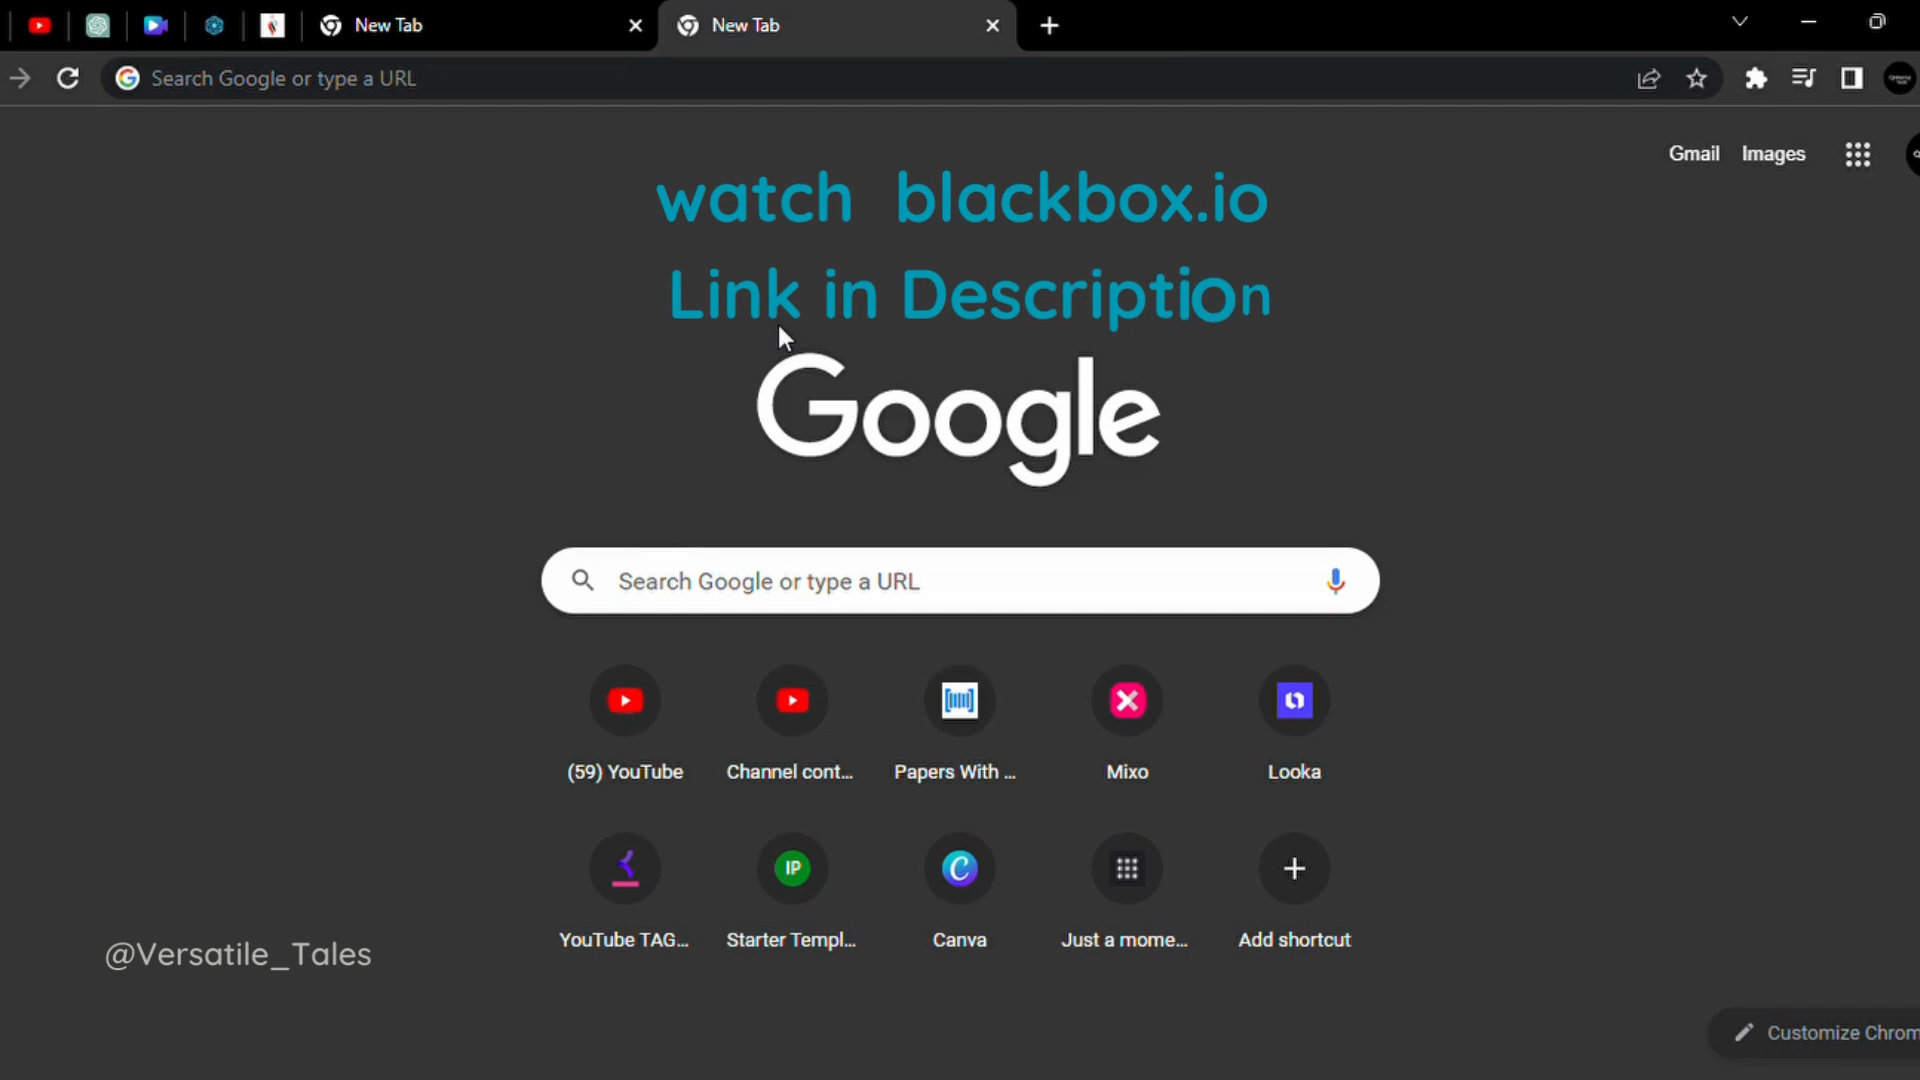 New Tab
New Tab
Search Google or type a URL
Gmail Images
watch blackbox.io
Link in Description
Google
Search Google or type a URL
(59) YouTube
Channel cont...
Papers With ...
Mixo
Looka
IP
YouTube TAG...
Starter Templ...
Canva
Just a mome...
Add shortcut
@Versatile_Tales
Customize Chrom